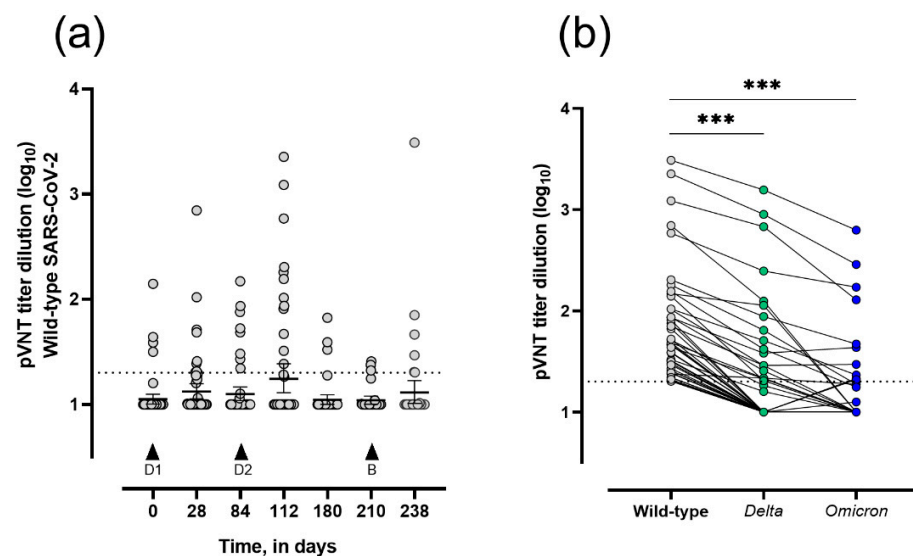 (a)
pVNT titer dilution (log10)
Wild-type SARS-CoV-2
4
3
2
1
D1
D2
B
0 28 84 112 180 210 238
Time, in days
(b)
pVNT titer dilution (log10)
4
3
2
1
***
***
Wild-type Delta Omicron